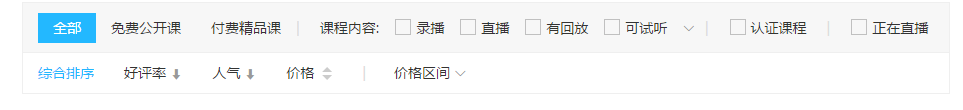 全部 免费公开课 付费精品课 | 课程内容: 录播 直播 有回放 可试听 | 认证课程 | 正在直播
综合排序 好评率 人气 价格 | 价格区间